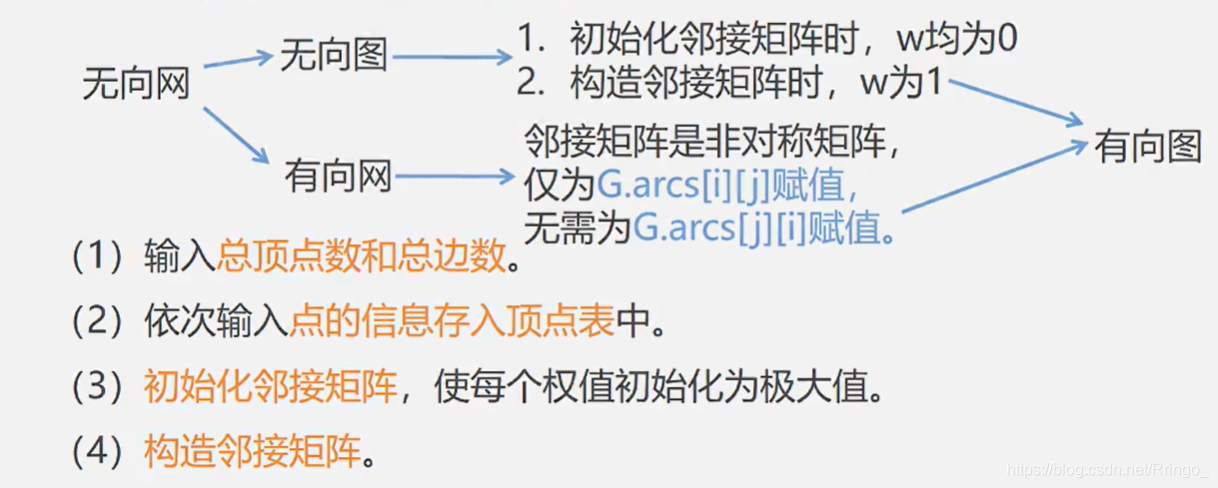 无向网
无向图
1. 初始化邻接矩阵时，w均为0
2. 构造邻接矩阵时，w为1
有向网
邻接矩阵是非对称矩阵，
仅为G.arcs[i][j]赋值，
无需为G.arcs[j][i]赋值。
有向图
（1）输入总顶点数和总边数。
（2）依次输入点的信息存入顶点表中。
（3）初始化邻接矩阵，使每个权值初始化为极大值。
（4）构造邻接矩阵。
https://blog.csdn.net/Rringo_